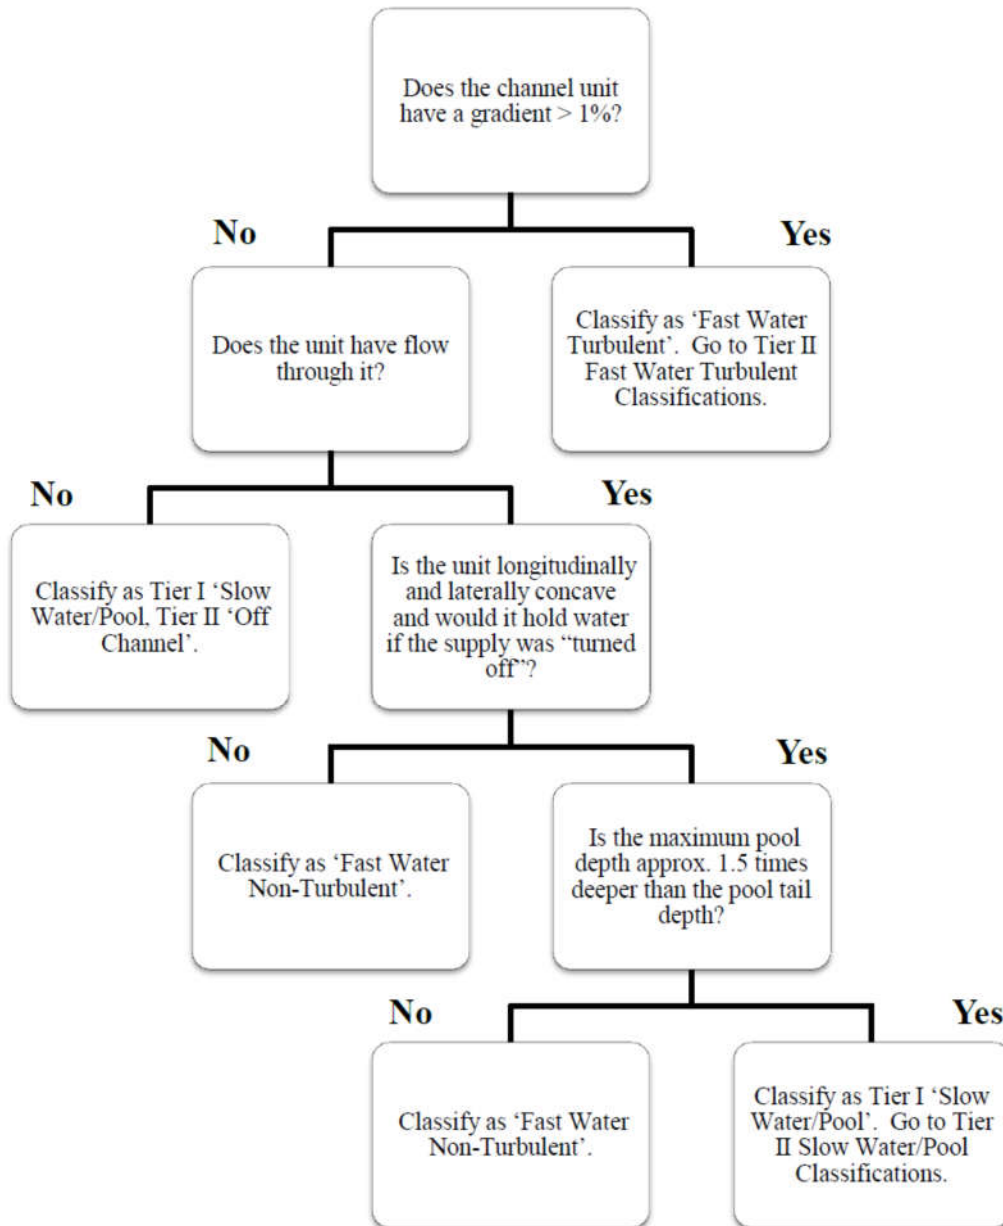 Does the channel unit
have a gradient > 1%?
No
Yes
Does the unit have flow
through it?
Classify as ‘Fast Water
Turbulent’.  Go to Tier II
Fast Water Turbulent
Classifications.
No
Yes
Classify as Tier I ‘Slow
Water/Pool, Tier II ‘Off
Channel’.
Is the unit longitudinally
and laterally concave
and would it hold water
if the supply was “turned
off”?
No
Yes
Classify as ‘Fast Water
Non-Turbulent’.
Is the maximum pool
depth approx. 1.5 times
deeper than the pool tail
depth?
No
Yes
Classify as ‘Fast Water
Non-Turbulent’.
Classify as Tier I ‘Slow
Water/Pool’.  Go to Tier
II Slow Water/Pool
Classifications.